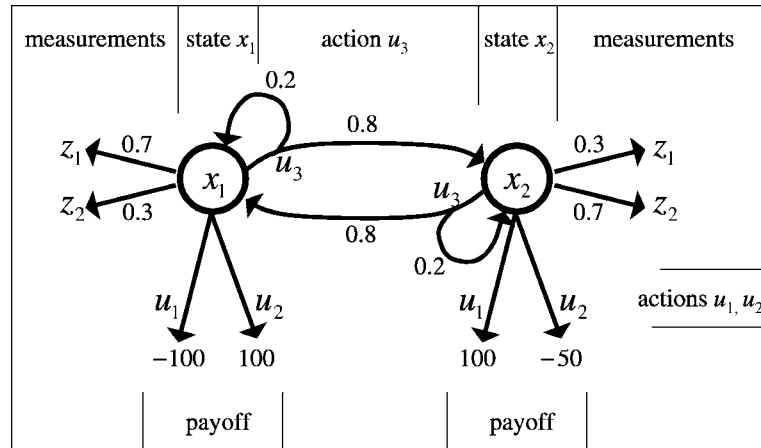 measurements state x₁ action u₃ state x₂ measurements
0.2
0.8
z₁ 0.7 0.3 z₁
u₃
x₁ u₃ x₂
z₂ 0.3 0.7 z₂
0.8
0.2
u₁ u₂ u₁ u₂
actions u₁, u₂
−100 100 100 −50
payoff payoff